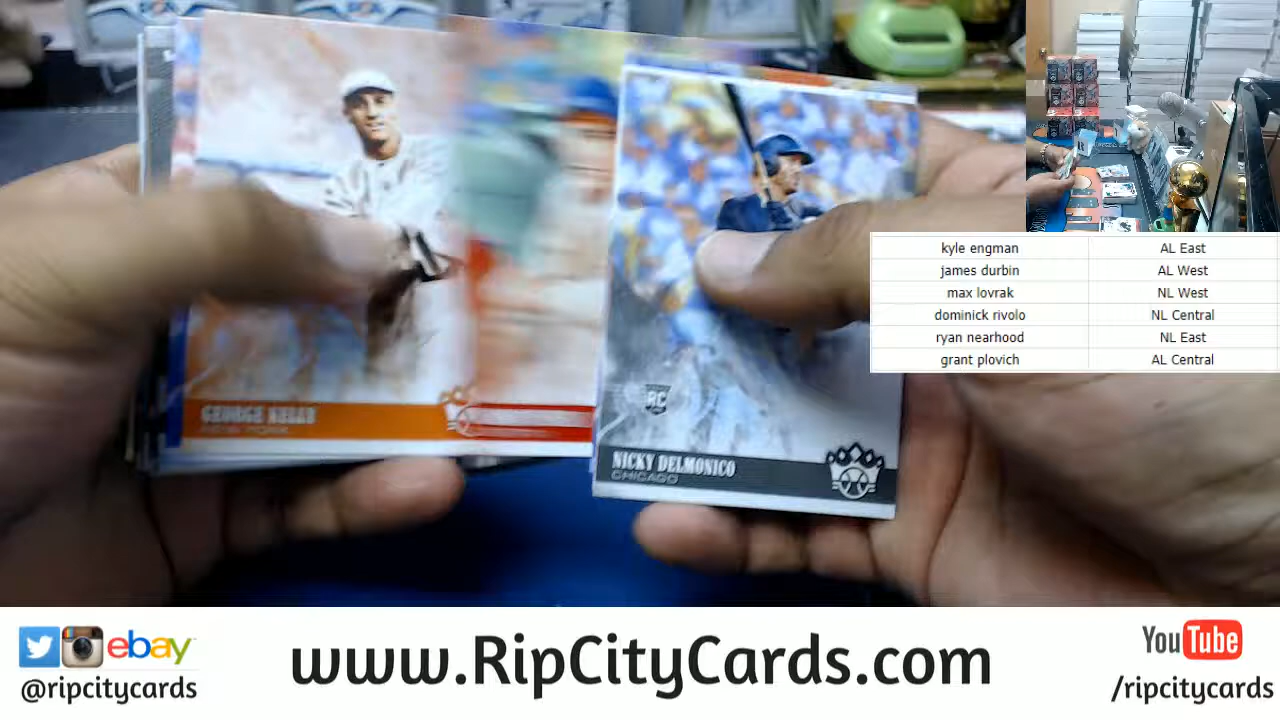 GEORGE KELLY
NEW YORK
RC
NICKY DELMONICO
CHICAGO
kyle engman AL East
james durbin AL West
max lovrak NL West
dominick rivolo NL Central
ryan nearhood NL East
grant plovich AL Central
ebay
@ripcitycards
www.RipCityCards.com
YouTube
/ripcitycards